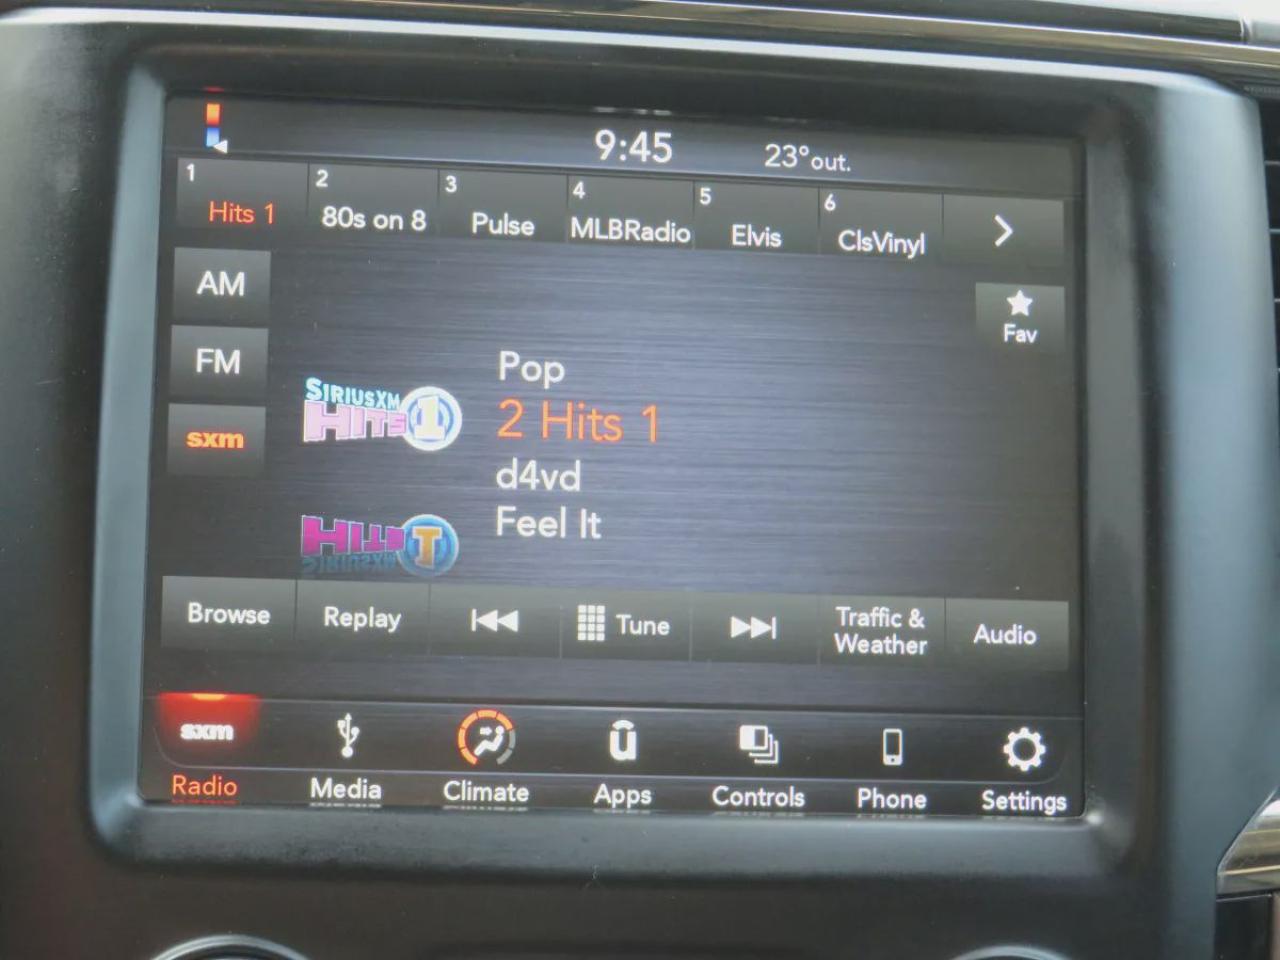 9:45
23°out.
1
Hits 1
2
80s on 8
3
Pulse
4
MLBRadio
5
Elvis
6
ClsVinyl
AM
FM
sxm
Fav
SIRIUSXM
HITS 1
Pop
2 Hits 1
d4vd
Feel It
Browse
Replay
Tune
Traffic &
Weather
Audio
sxm
Radio
Media
Climate
Apps
Controls
Phone
Settings